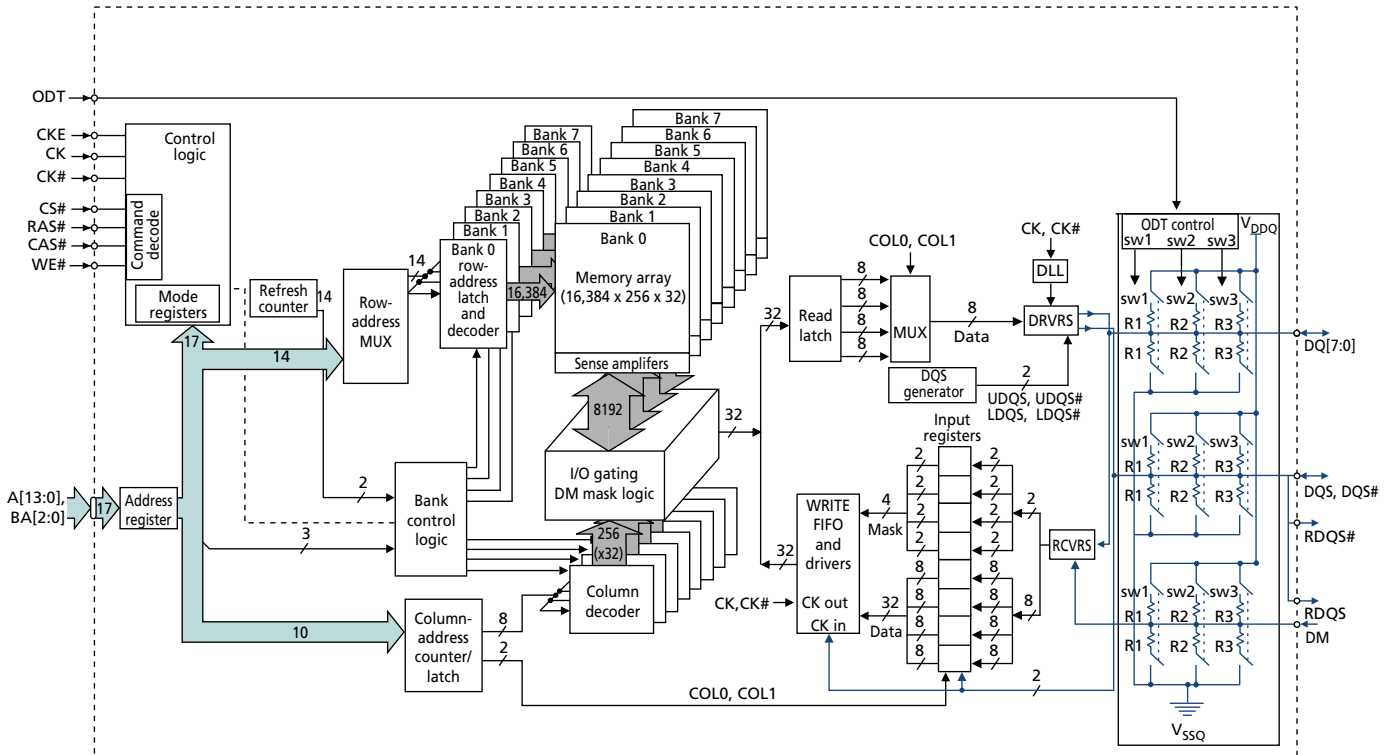 ODT
CKE
CK
CK#
CS#
RAS#
CAS#
WE#
Control
logic
Command
decode
Mode
registers
Refresh
counter
14
17
14
Row-
address
MUX
14
Bank 7
Bank 6
Bank 5
Bank 4
Bank 3
Bank 2
Bank 1
Bank 0
row-
address
latch
and
decoder
16,384
Bank 7
Bank 6
Bank 5
Bank 4
Bank 3
Bank 2
Bank 1
Bank 0
Memory array
(16,384 x 256 x 32)
Sense amplifers
8192
I/O gating
DM mask logic
32
256
(x32)
Column
decoder
A[13:0],
BA[2:0]
17
Address
register
2
3
Bank
control
logic
10
Column-
address
counter/
latch
8
2
COL0, COL1
32
Read
latch
8
8
8
8
COL0, COL1
MUX
8
Data
CK, CK#
DLL
DRVRS
DQS
generator
2
UDQS, UDQS#
LDQS, LDQS#
Input
registers
32
WRITE
FIFO
and
drivers
CK out
CK in
CK,CK#
4
Mask
32
Data
2
2
2
2
8
8
8
8
2
2
2
2
8
8
8
8
2
8
RCVRS
2
ODT control
sw1
sw2
sw3
VDDQ
sw1
sw2
sw3
R1
R2
R3
R1
R2
R3
sw1
sw2
sw3
R1
R2
R3
R1
R2
R3
sw1
sw2
sw3
R1
R2
R3
R1
R2
R3
VSSQ
DQ[7:0]
DQS, DQS#
RDQS#
RDQS
DM